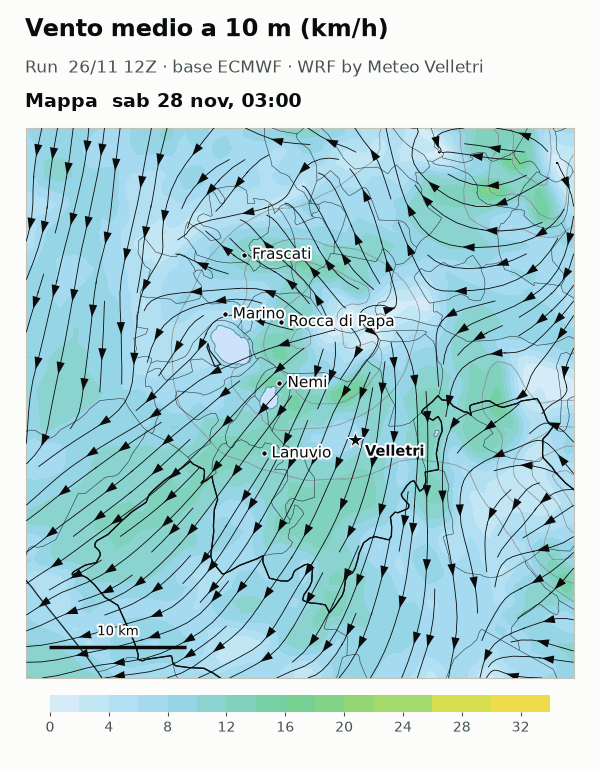 Vento medio a 10 m (km/h)
Run  26/11 12Z · base ECMWF · WRF by Meteo Velletri
Mappa  sab 28 nov, 03:00
Frascati
Marino
Rocca di Papa
Nemi
Velletri
Lanuvio
10 km
0 4 8 12 16 20 24 28 32